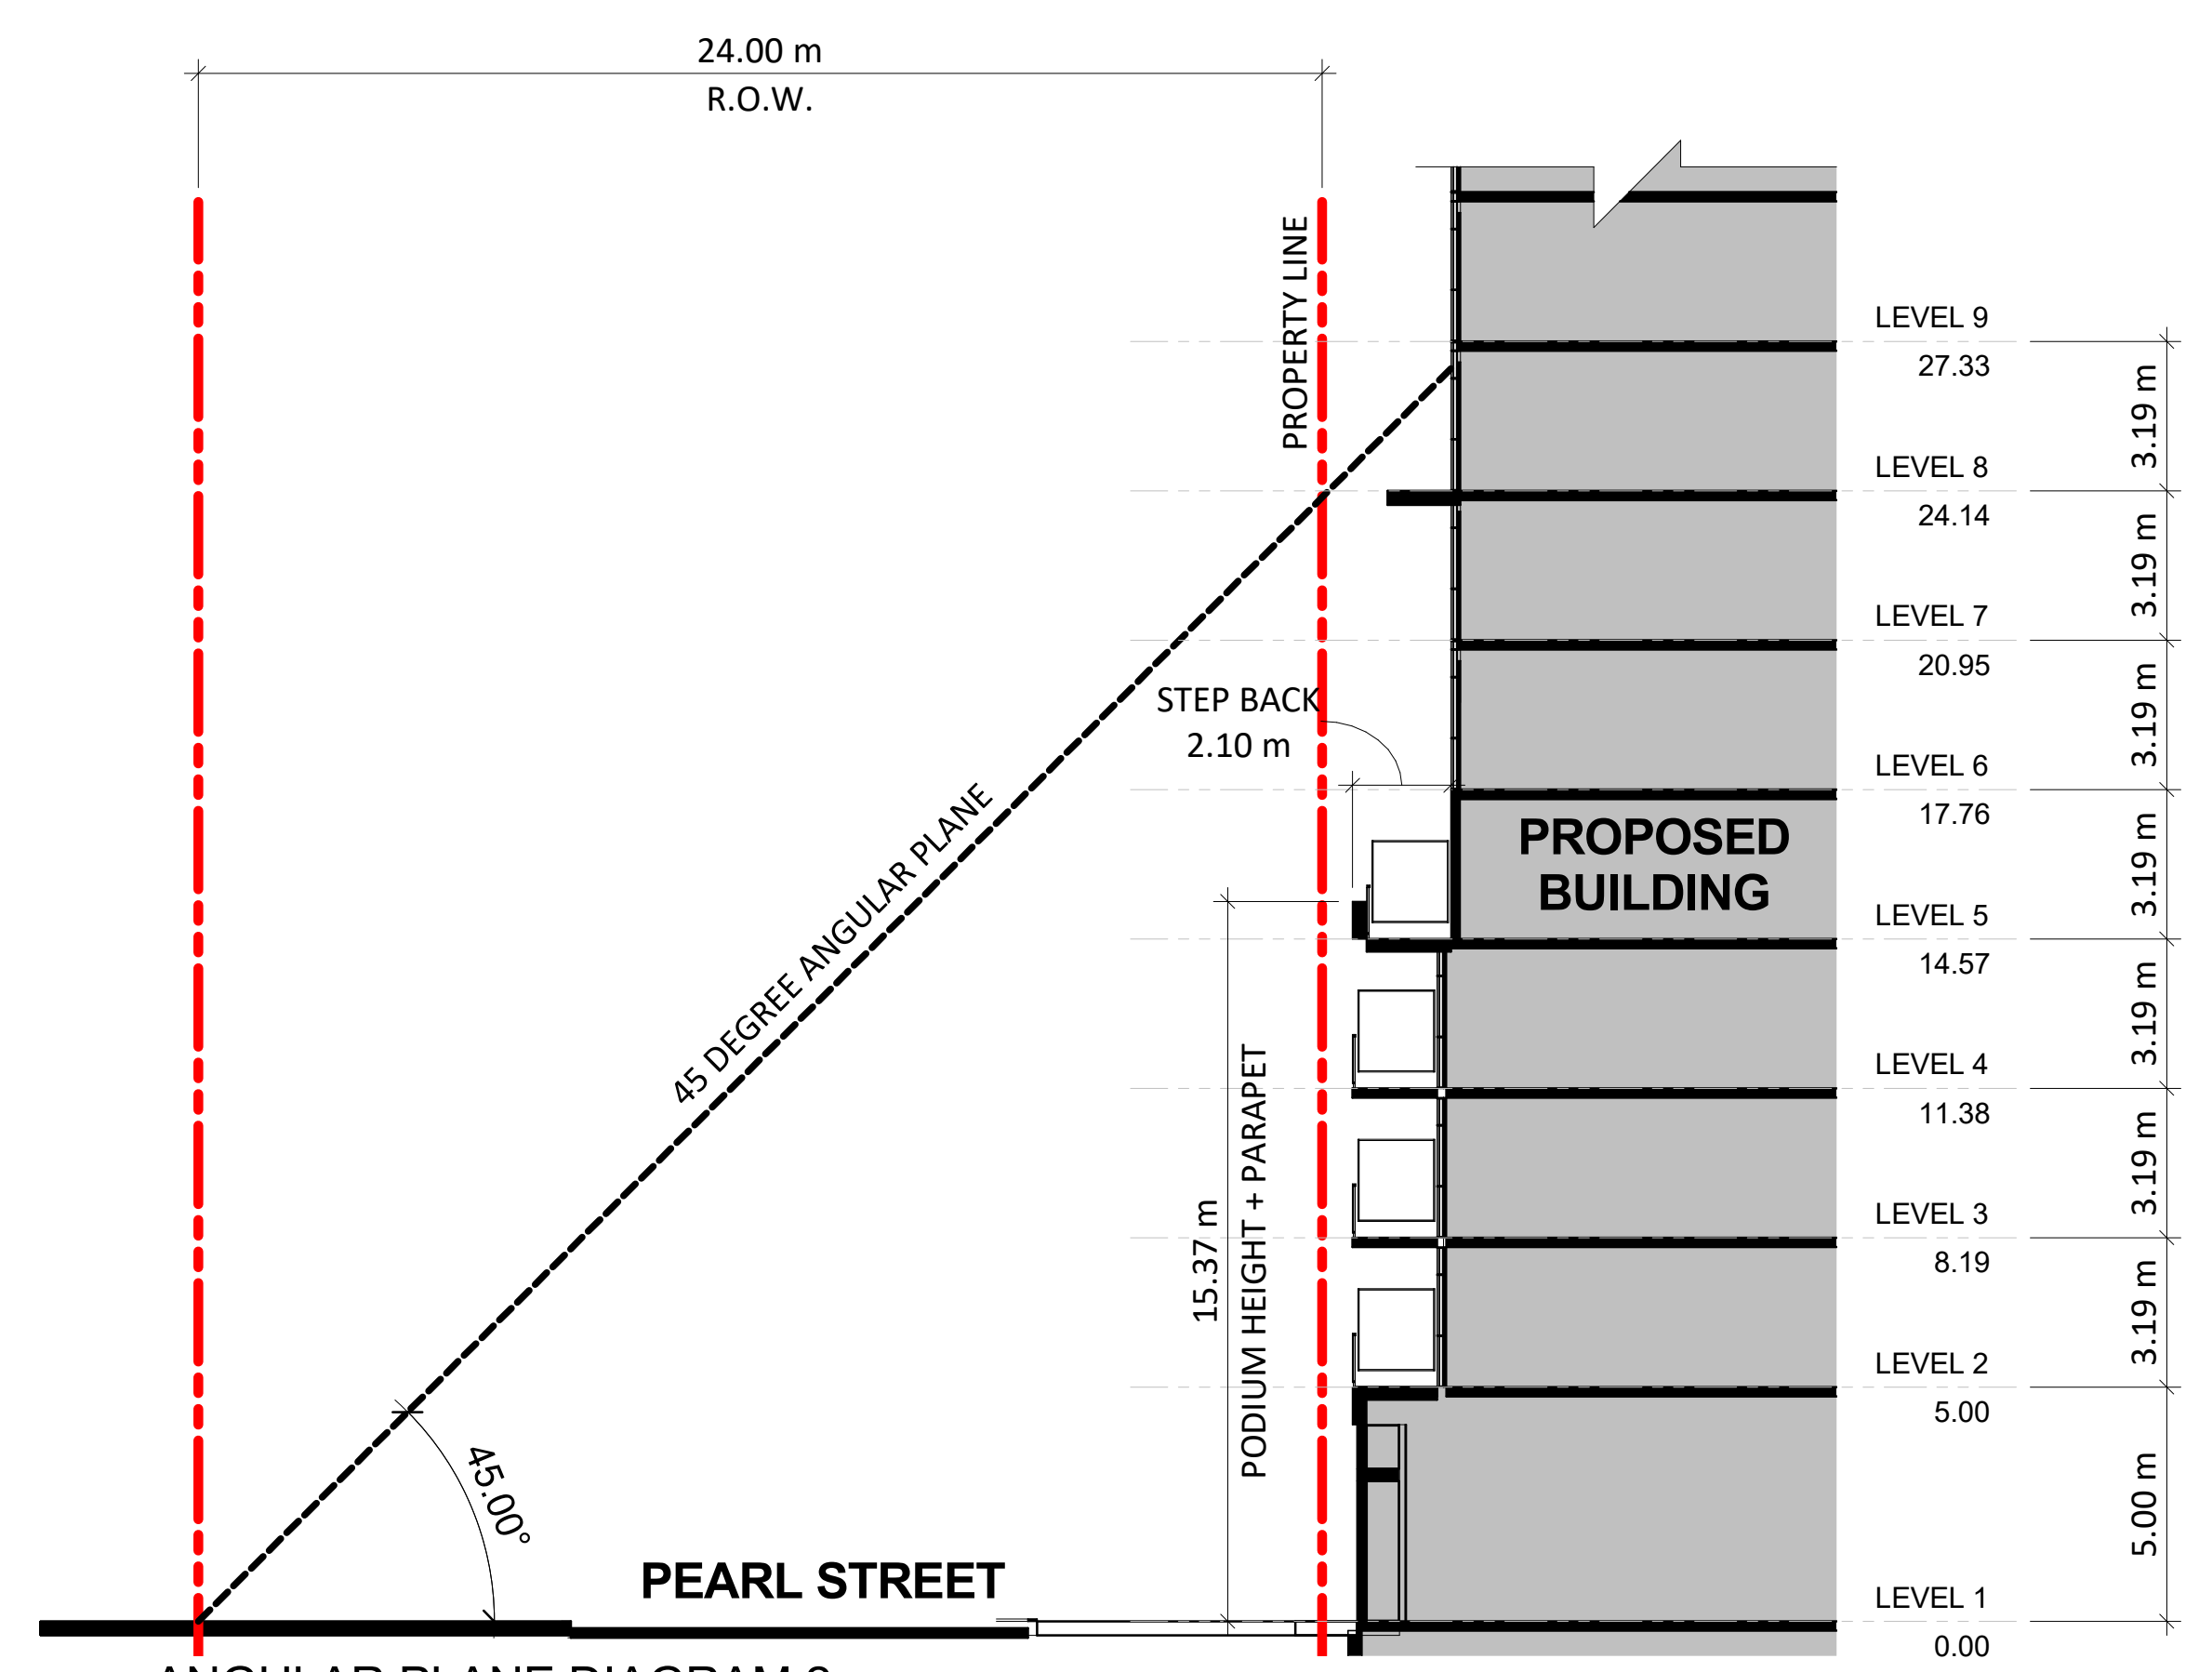 24.00 m
R.O.W.
PROPERTY LINE
LEVEL 9
27.33
3.19 m
LEVEL 8
24.14
3.19 m
LEVEL 7
20.95
3.19 m
STEP BACK
2.10 m
LEVEL 6
17.76
3.19 m
PROPOSED
BUILDING
LEVEL 5
14.57
3.19 m
45 DEGREE ANGULAR PLANE
LEVEL 4
11.38
3.19 m
15.37 m
PODIUM HEIGHT + PARAPET
LEVEL 3
8.19
3.19 m
LEVEL 2
5.00
5.00 m
45.00°
PEARL STREET
LEVEL 1
0.00
ANGULAR PLANE DIAGRAM